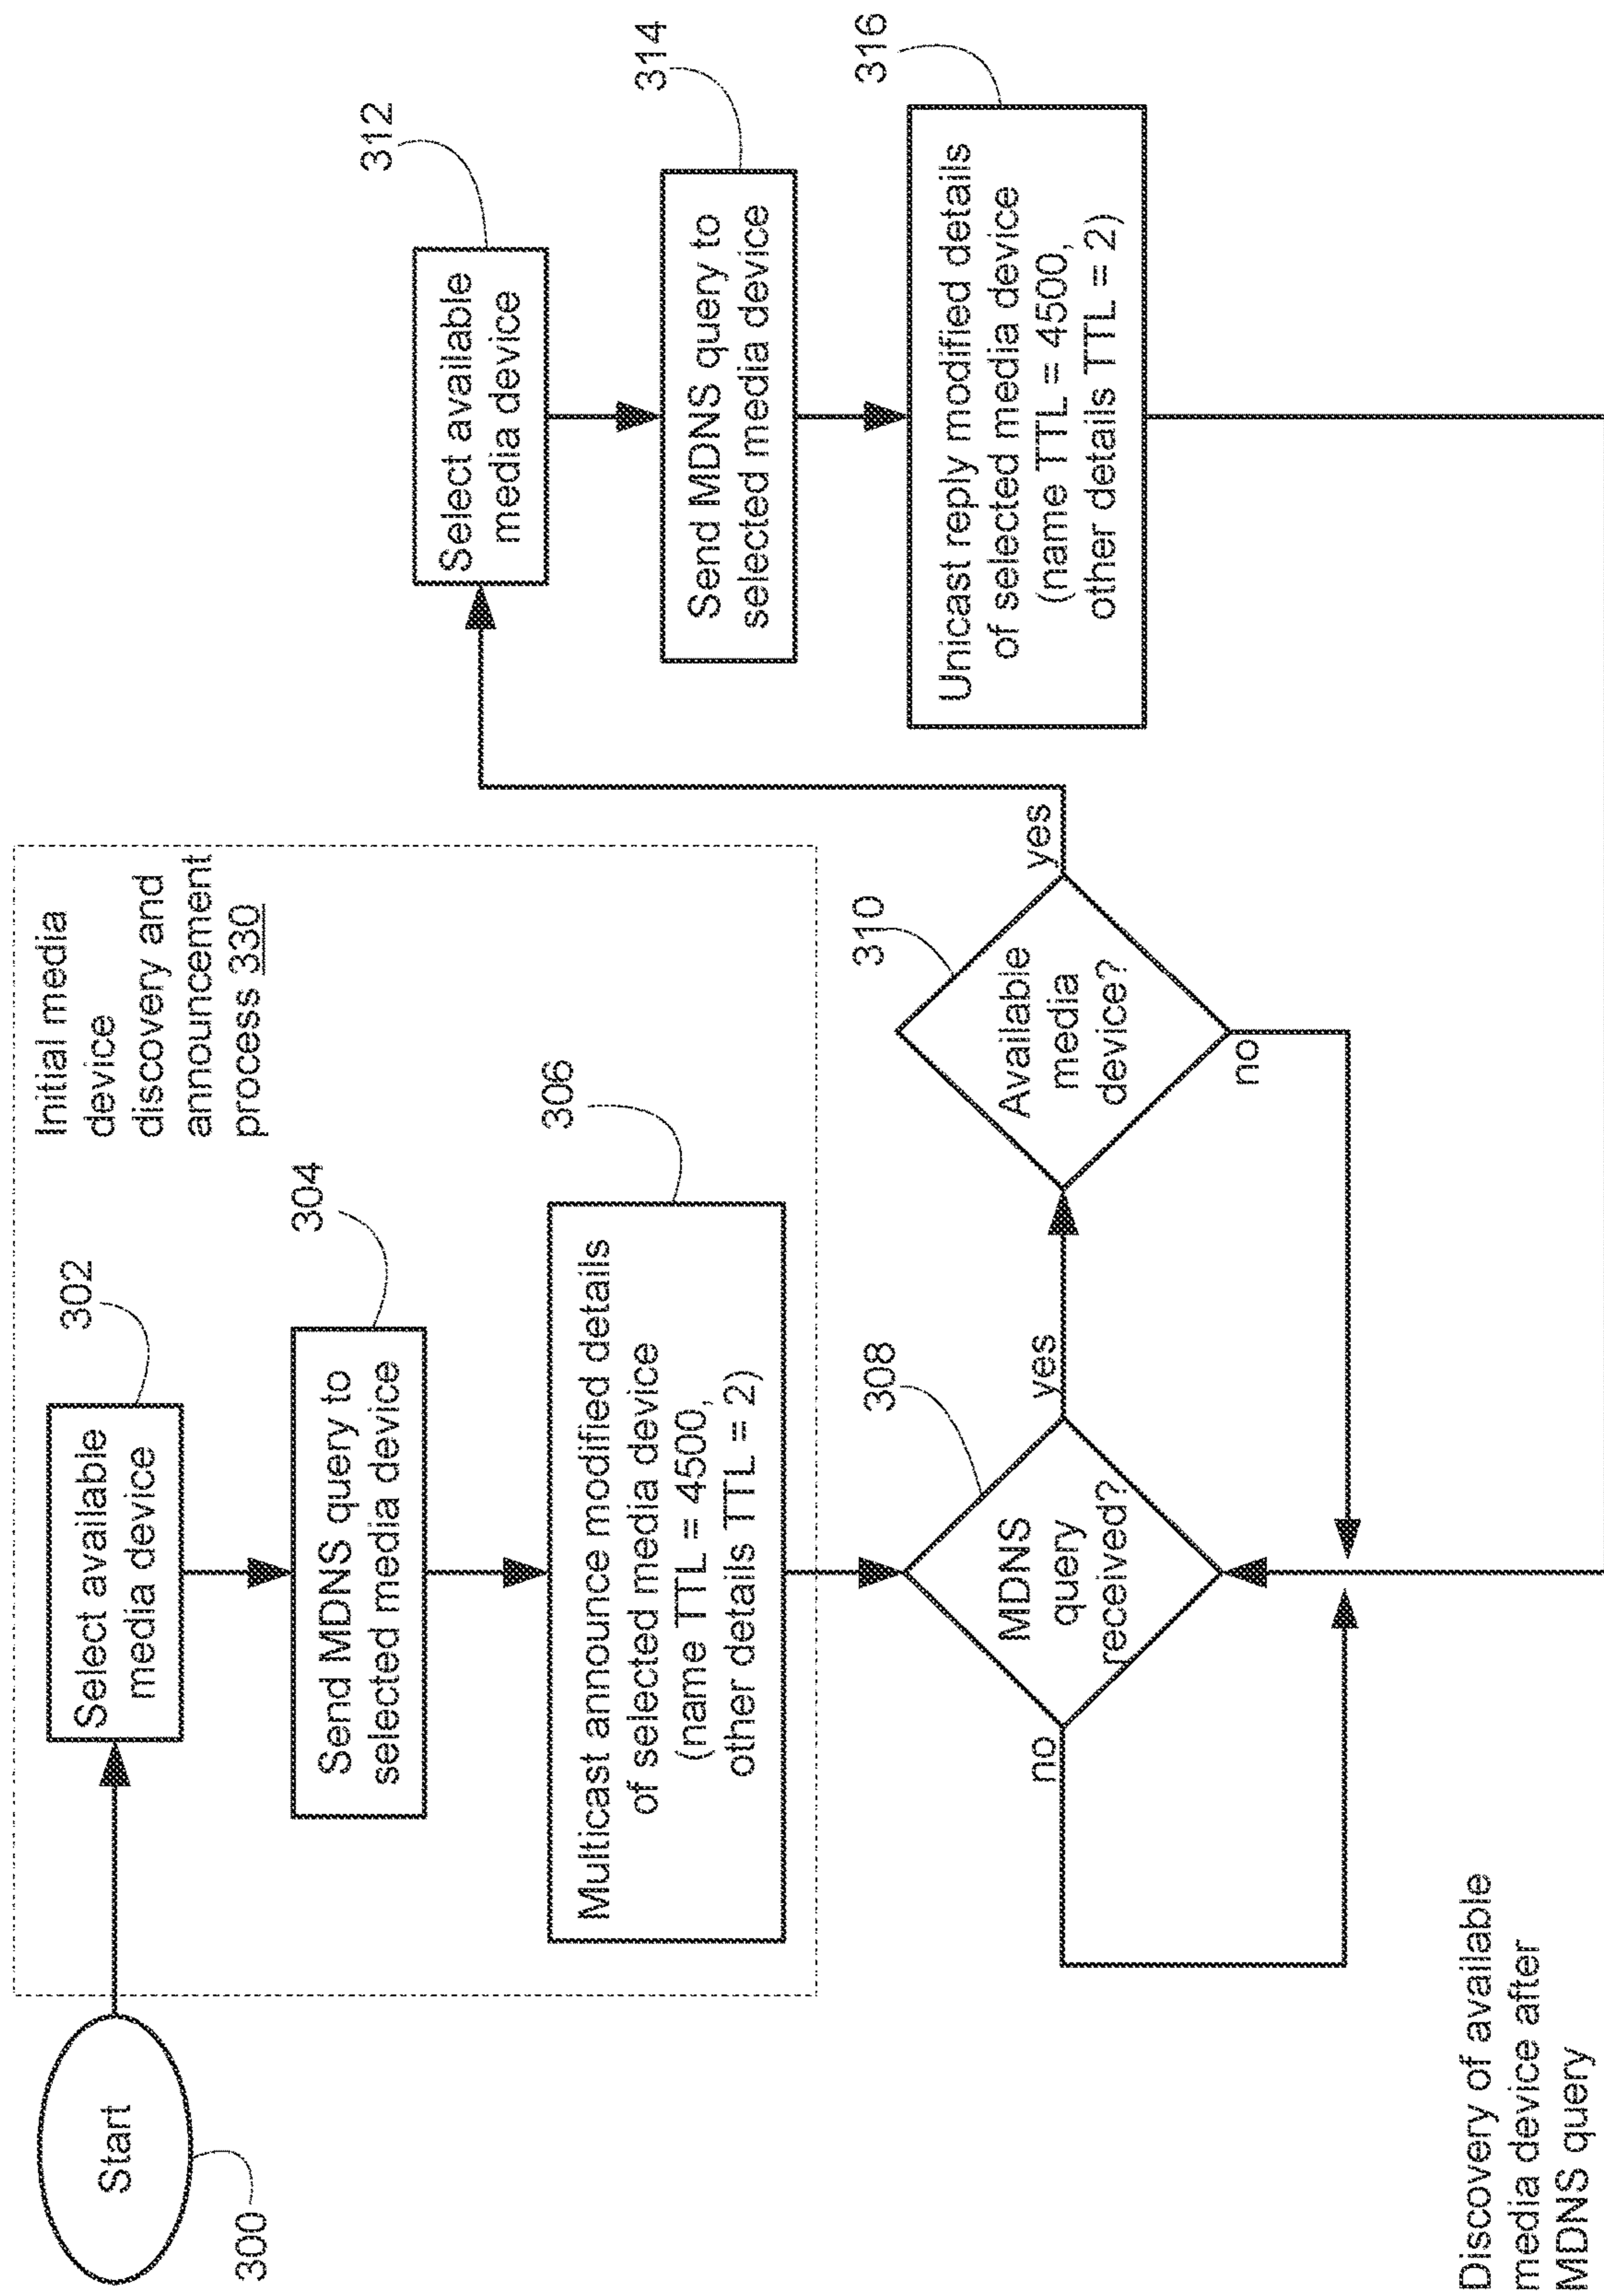 Start
300
Initial media
device
discovery and
announcement
process 330
Select available
media device
302
Send MDNS query to
selected media device
304
Multicast announce modified details
of selected media device
(name TTL = 4500,
other details TTL = 2)
306
MDNS
query
received?
308
no
yes
Available
media
device?
310
yes
no
Select available
media device
312
Send MDNS query to
selected media device
314
Unicast reply modified details
of selected media device
(name TTL = 4500,
other details TTL = 2)
316
Discovery of available
media device after
MDNS query